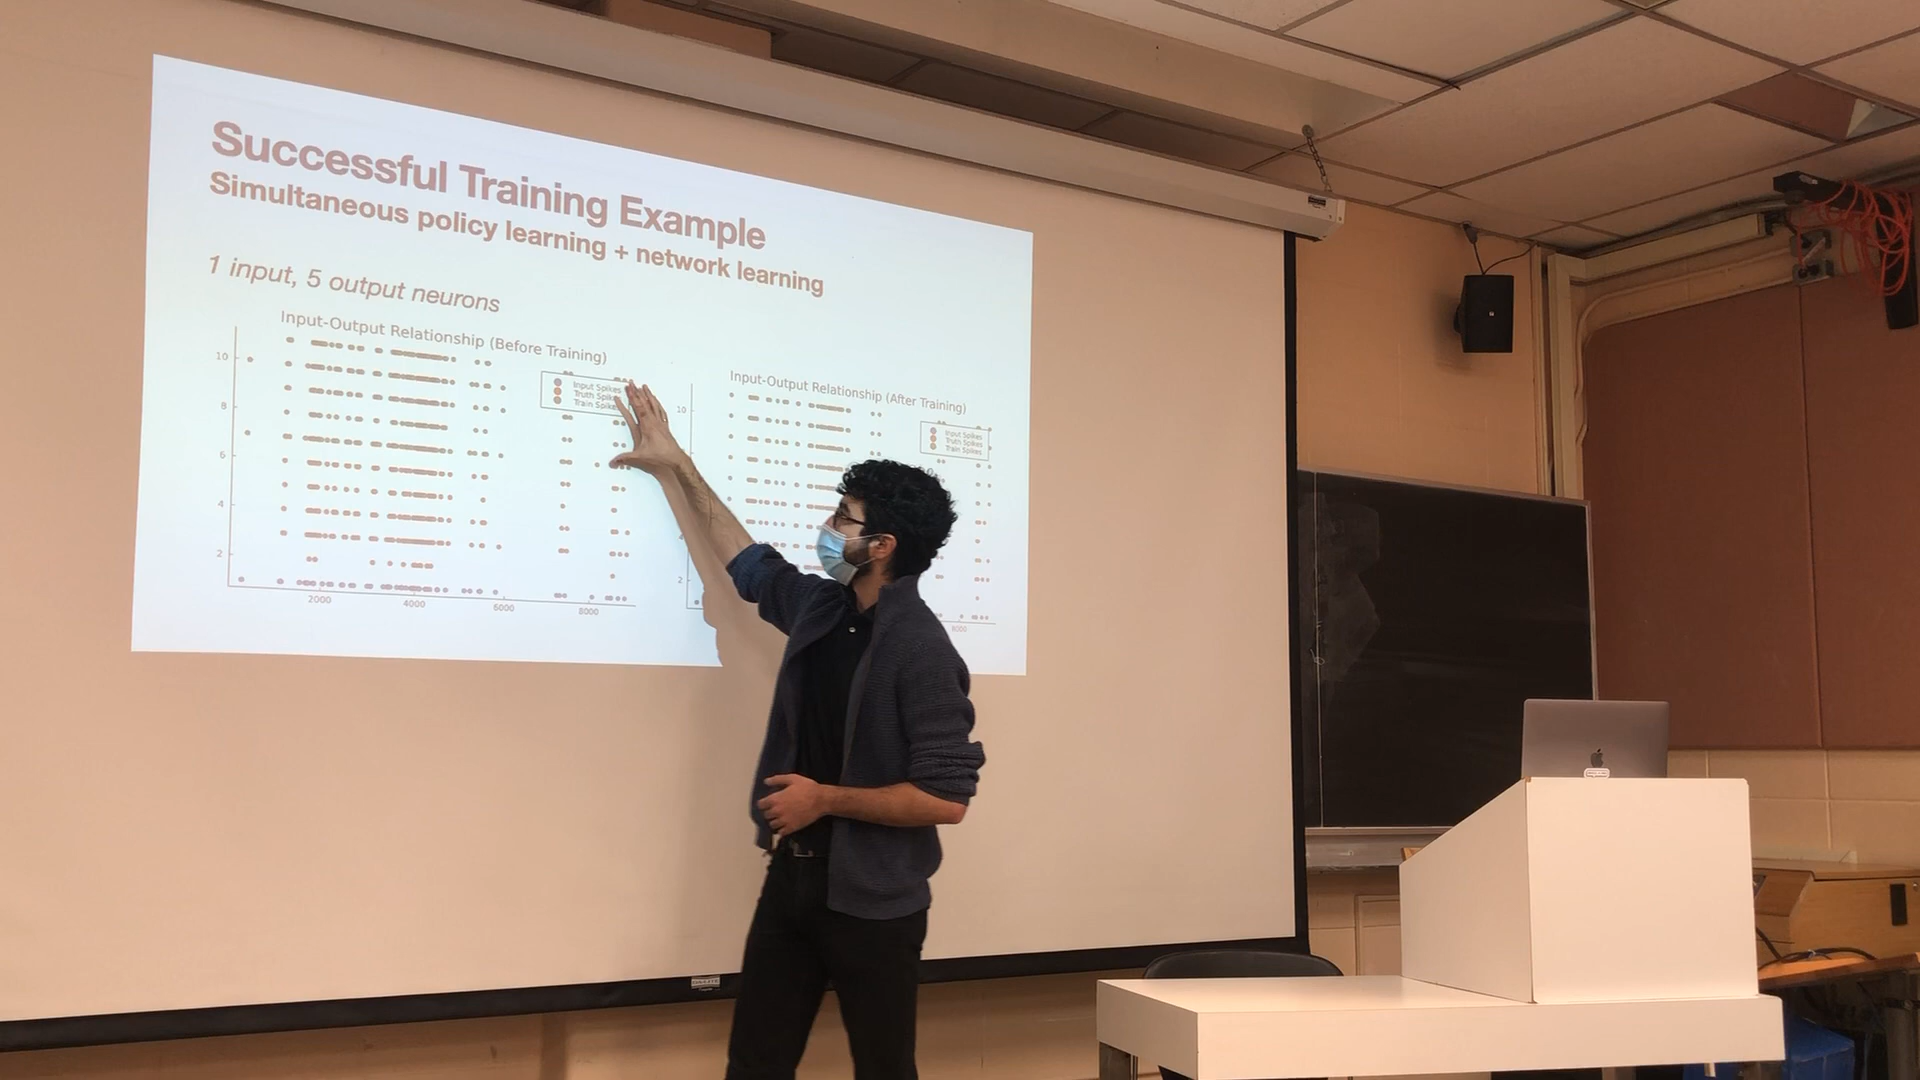 Successful Training Example
Simultaneous policy learning + network learning
1 input, 5 output neurons
Input-Output Relationship (Before Training)
10
8
6
4
2
2000
4000
6000
8000
Input Spikes
Truth
Train
Input-Output Relationship (After Training)
10
2
8000
Input Spikes
Truth Spikes
Train Spikes